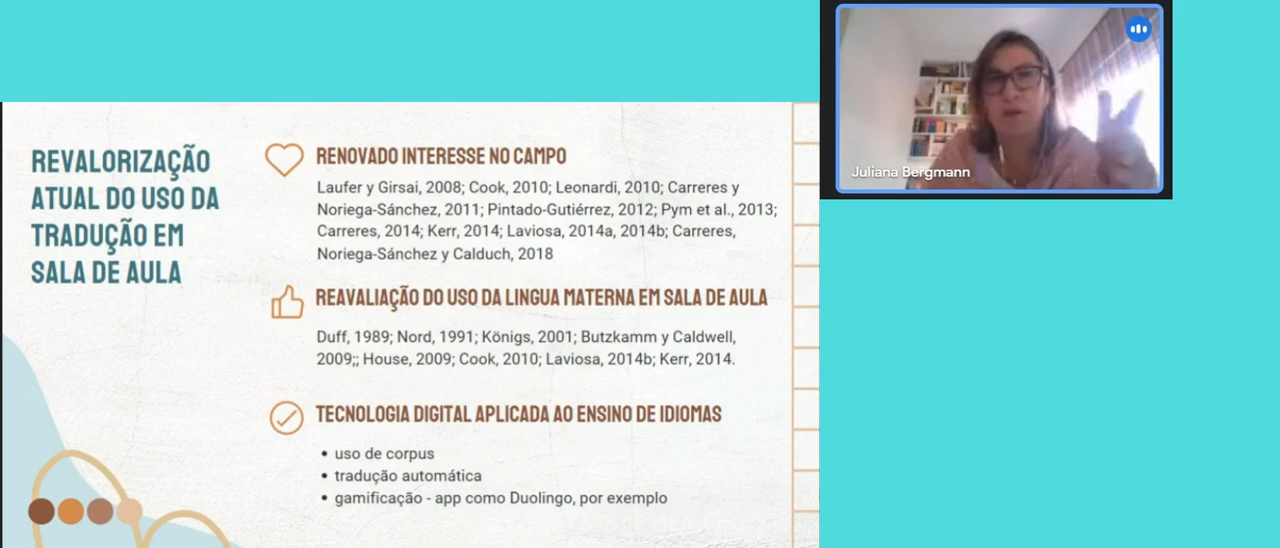 REVALORIZAÇÃO
ATUAL DO USO DA
TRADUÇÃO EM
SALA DE AULA
RENOVADO INTERESSE NO CAMPO
Laufer y Girsai, 2008; Cook, 2010; Leonardi, 2010; Carreres y
Noriega-Sánchez, 2011; Pintado-Gutiérrez, 2012; Pym et al., 2013;
Carreres, 2014; Kerr, 2014; Laviosa, 2014a, 2014b; Carreres,
Noriega-Sánchez y Calduch, 2018
REAVALIAÇÃO DO USO DA LINGUA MATERNA EM SALA DE AULA
Duff, 1989; Nord, 1991; Königs, 2001; Butzkamm y Caldwell,
2009;; House, 2009; Cook, 2010; Laviosa, 2014b; Kerr, 2014.
TECNOLOGIA DIGITAL APLICADA AO ENSINO DE IDIOMAS
• uso de corpus
• tradução automática
• gamificação - app como Duolingo, por exemplo
Juliana Bergmann